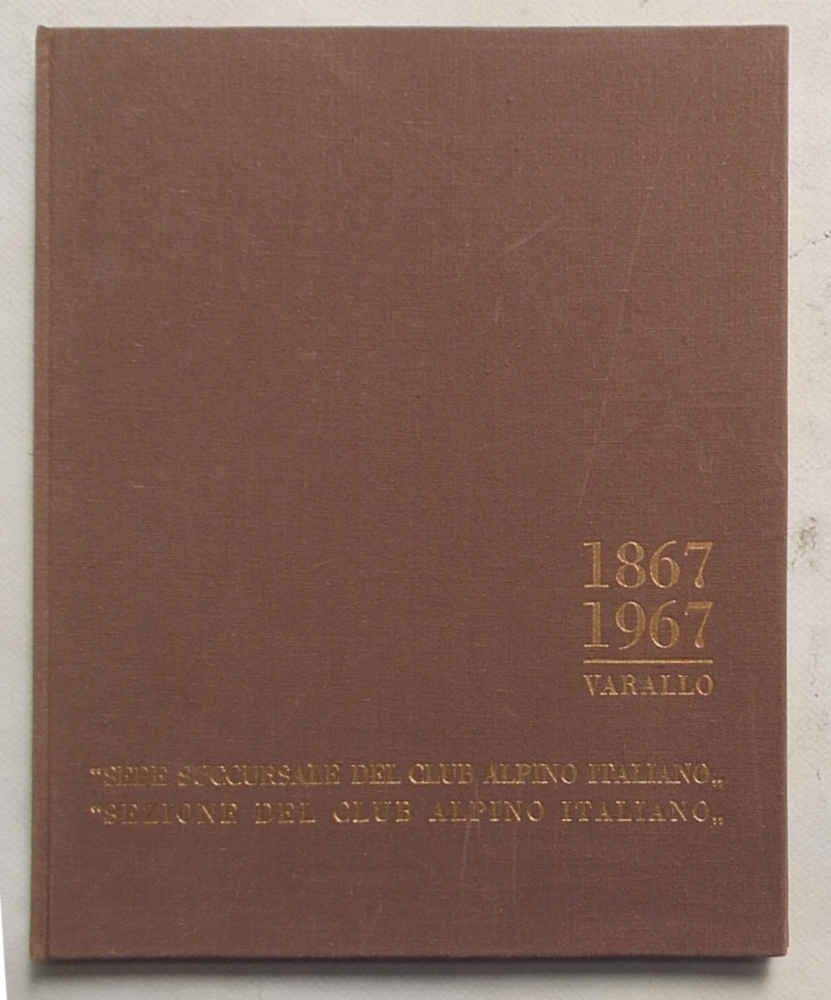 1867
1967
VARALLO
“SEDE SUCCURSALE DEL CLUB ALPINO ITALIANO„
“SEZIONE DEL CLUB ALPINO ITALIANO„